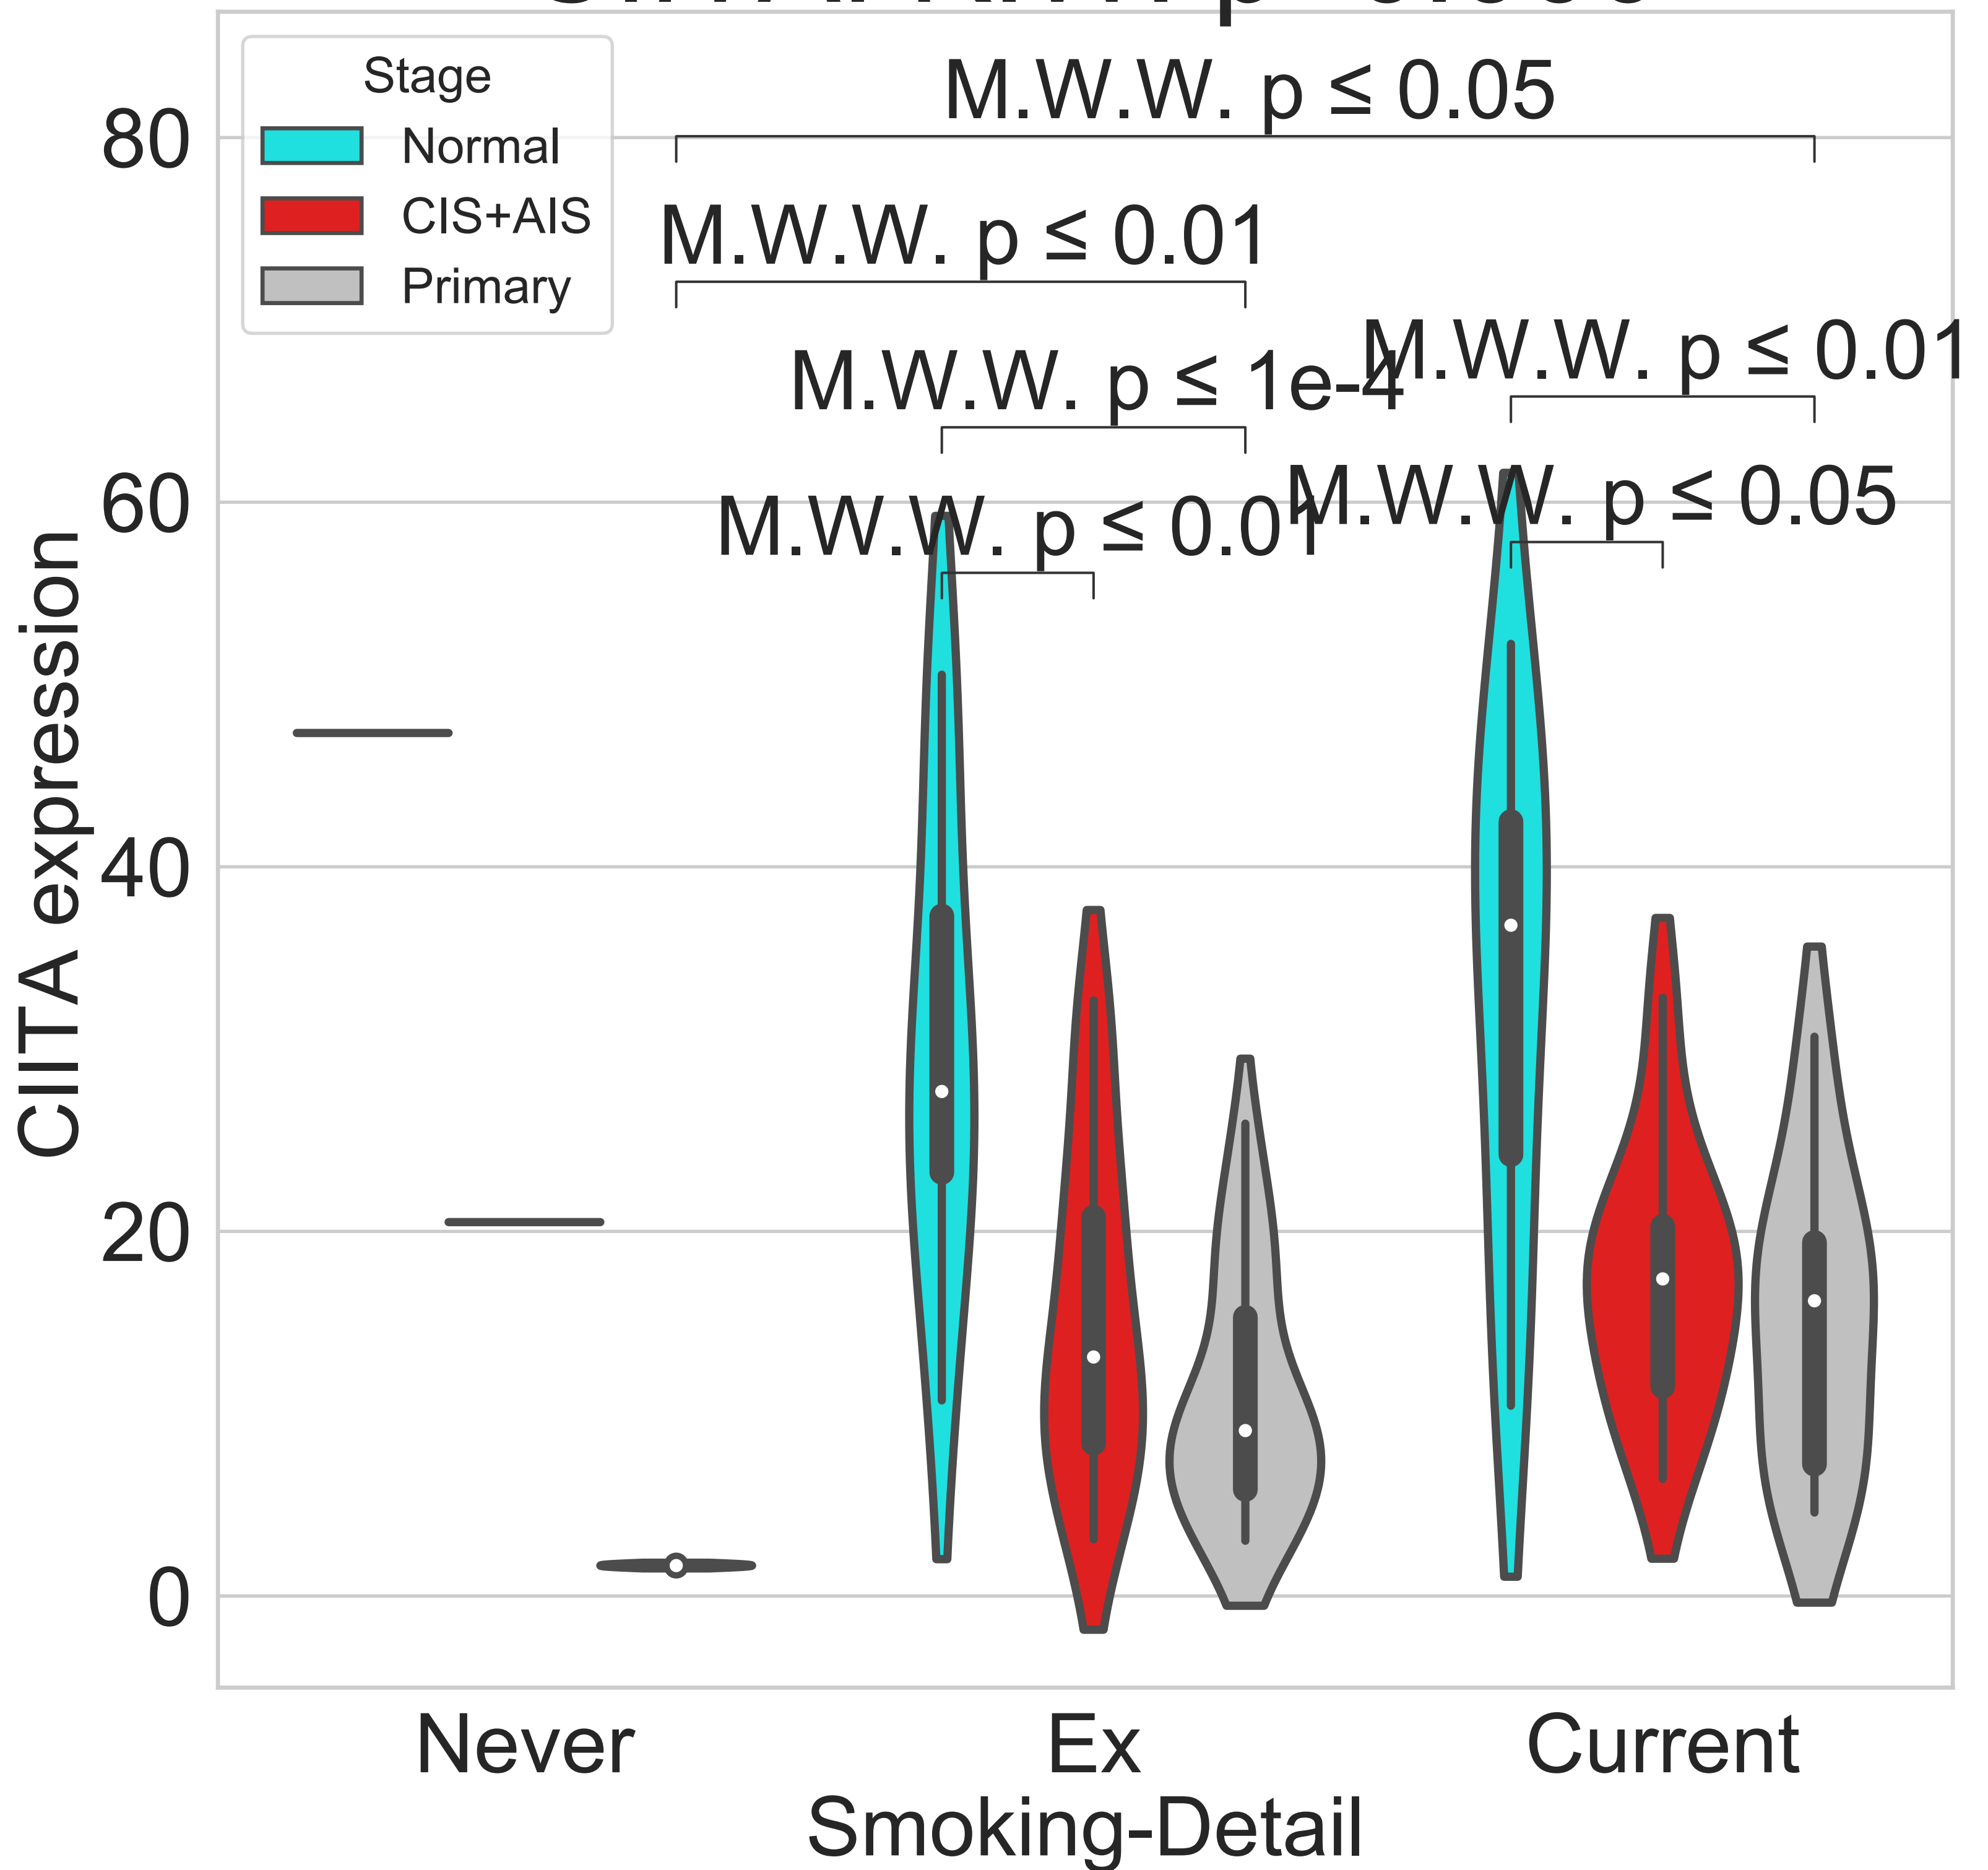 Stage
Normal
CIS+AIS
Primary
M.W.W. p ≤ 0.05
M.W.W. p ≤ 0.01
M.W.W. p ≤ 0.01
M.W.W. p ≤ 1e-4
M.W.W. p ≤ 0.05
M.W.W. p ≤ 0.01
80
60
40
20
0
CIITA expression
Never
Ex
Current
Smoking-Detail